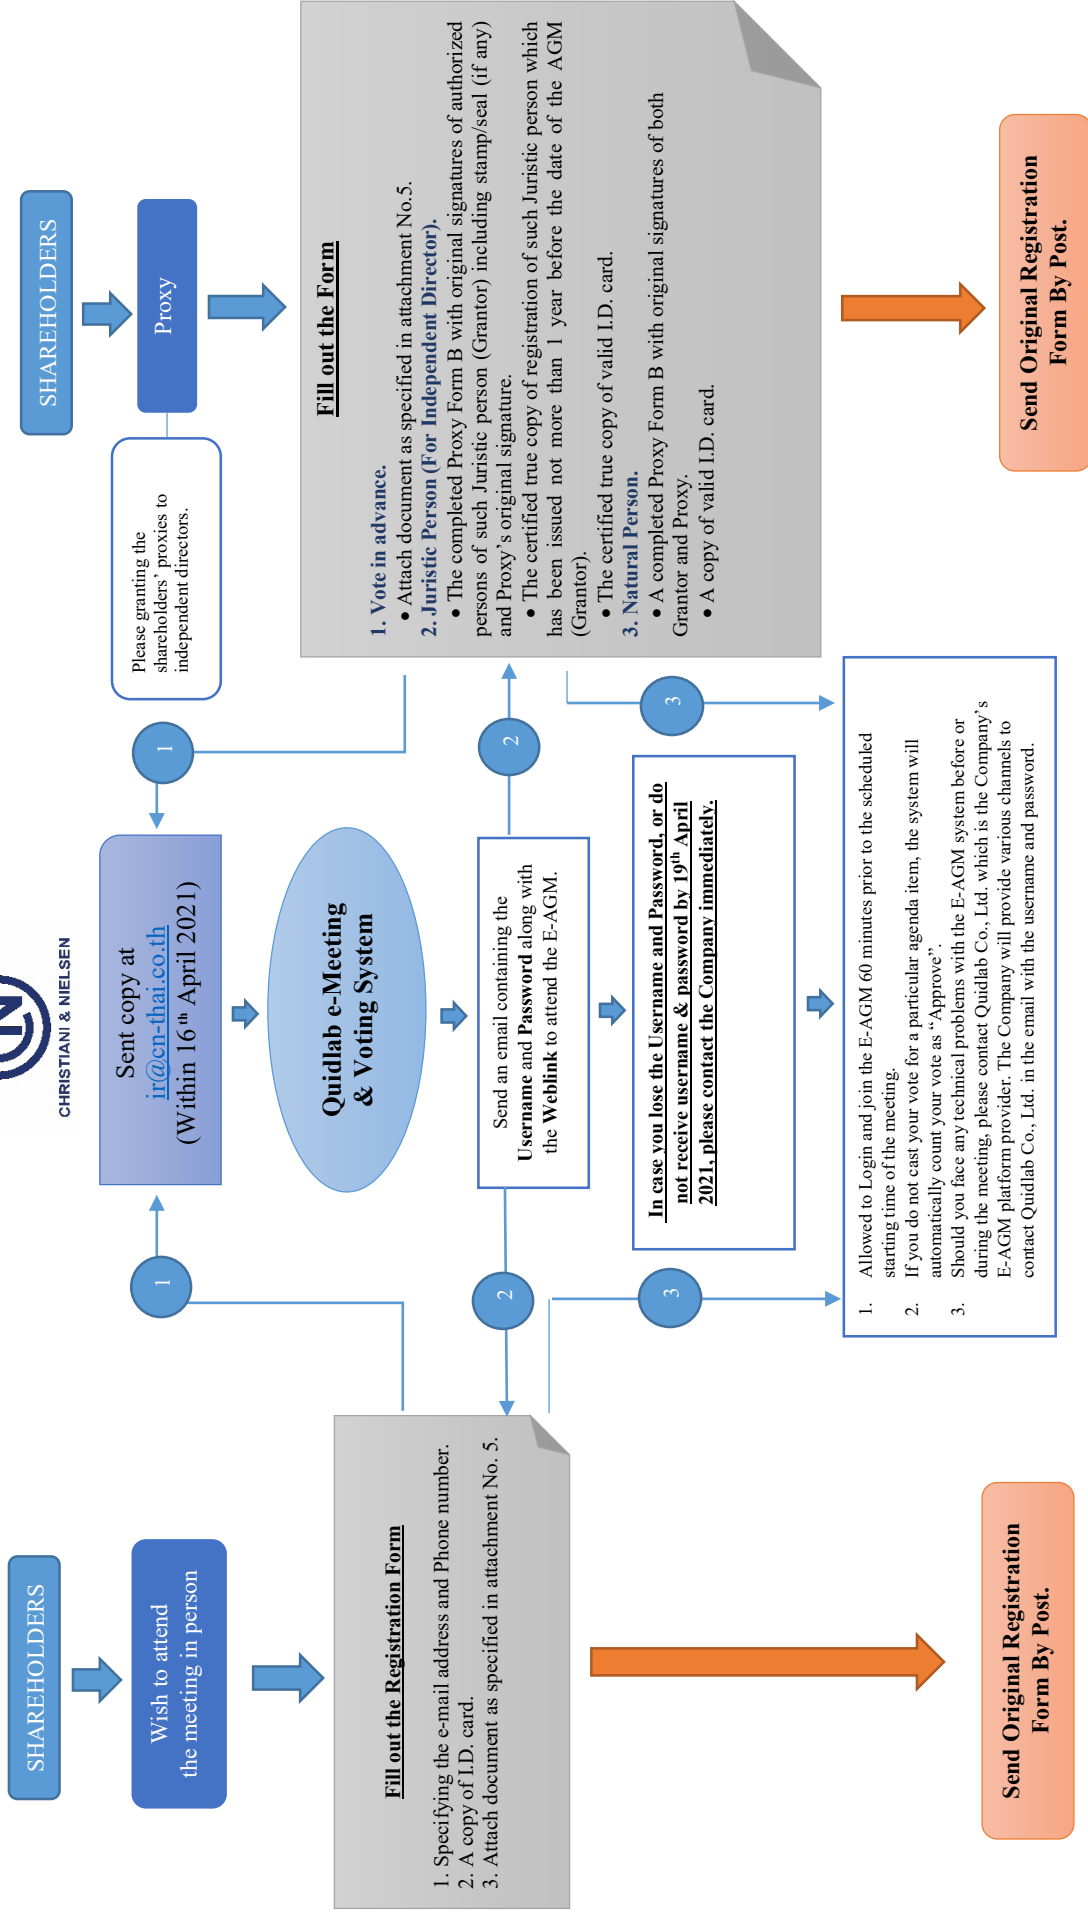 CHRISTIANI & NIELSEN
SHAREHOLDERS
Wish to attend
the meeting in person
Fill out the Registration Form
1. Specifying the e-mail address and Phone number.
2. A copy of I.D. card.
3. Attach document as specified in attachment No. 5.
Send Original Registration
Form By Post.
1
2
3
Sent copy at
ir@cn-thai.co.th
(Within 16th April 2021)
Quidlab e-Meeting
& Voting System
Send an email containing the
Username and Password along with
the Weblink to attend the E-AGM.
In case you lose the Username and Password, or do
not receive username & password by 19th April
2021, please contact the Company immediately.
1. Allowed to Login and join the E-AGM 60 minutes prior to the scheduled
starting time of the meeting.
2. If you do not cast your vote for a particular agenda item, the system will
automatically count your vote as “Approve”.
3. Should you face any technical problems with the E-AGM system before or
during the meeting, please contact Quidlab Co., Ltd. which is the Company’s
E-AGM platform provider. The Company will provide various channels to
contact Quidlab Co., Ltd. in the email with the username and password.
1
2
3
SHAREHOLDERS
Proxy
Please granting the
shareholders’ proxies to
independent directors.
Fill out the Form
1. Vote in advance.
• Attach document as specified in attachment No.5.
2. Juristic Person (For Independent Director).
• The completed Proxy Form B with original signatures of authorized
persons of such Juristic person (Grantor) including stamp/seal (if any)
and Proxy’s original signature.
• The certified true copy of registration of such Juristic person which
has been issued not more than 1 year before the date of the AGM
(Grantor).
• The certified true copy of valid I.D. card.
3. Natural Person.
• A completed Proxy Form B with original signatures of both
Grantor and Proxy.
• A copy of valid I.D. card.
Send Original Registration
Form By Post.